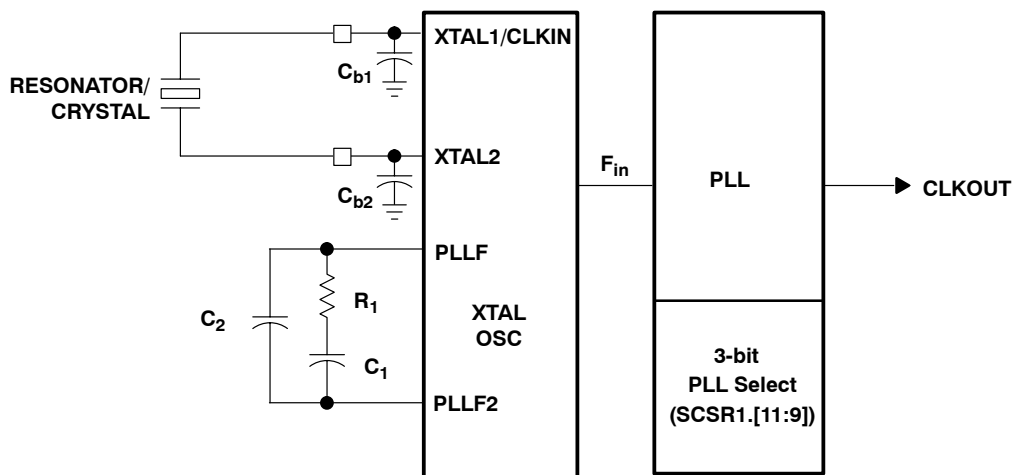 XTAL1/CLKIN
Cb1
RESONATOR/
CRYSTAL
XTAL2
Cb2
Fin
PLL
CLKOUT
PLLF
R1
C2
XTAL
OSC
C1
PLLF2
3-bit
PLL Select
(SCSR1.[11:9])